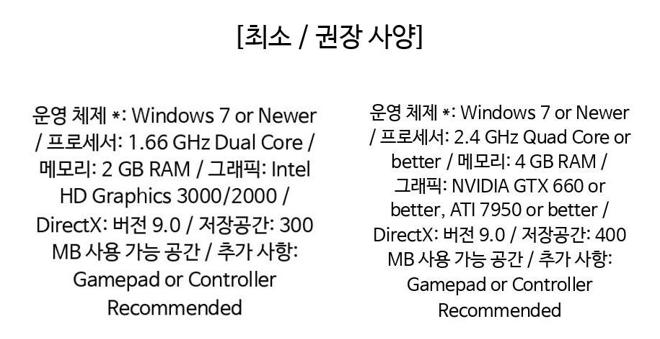 [최소 / 권장 사양]
운영 체제 *: Windows 7 or Newer
/ 프로세서: 1.66 GHz Dual Core /
메모리: 2 GB RAM / 그래픽: Intel
HD Graphics 3000/2000 /
DirectX: 버전 9.0 / 저장공간: 300
MB 사용 가능 공간 / 추가 사항:
Gamepad or Controller
Recommended
운영 체제 *: Windows 7 or Newer
/ 프로세서: 2.4 GHz Quad Core or
better / 메모리: 4 GB RAM /
그래픽: NVIDIA GTX 660 or
better, ATI 7950 or better /
DirectX: 버전 9.0 / 저장공간: 400
MB 사용 가능 공간 / 추가 사항:
Gamepad or Controller
Recommended